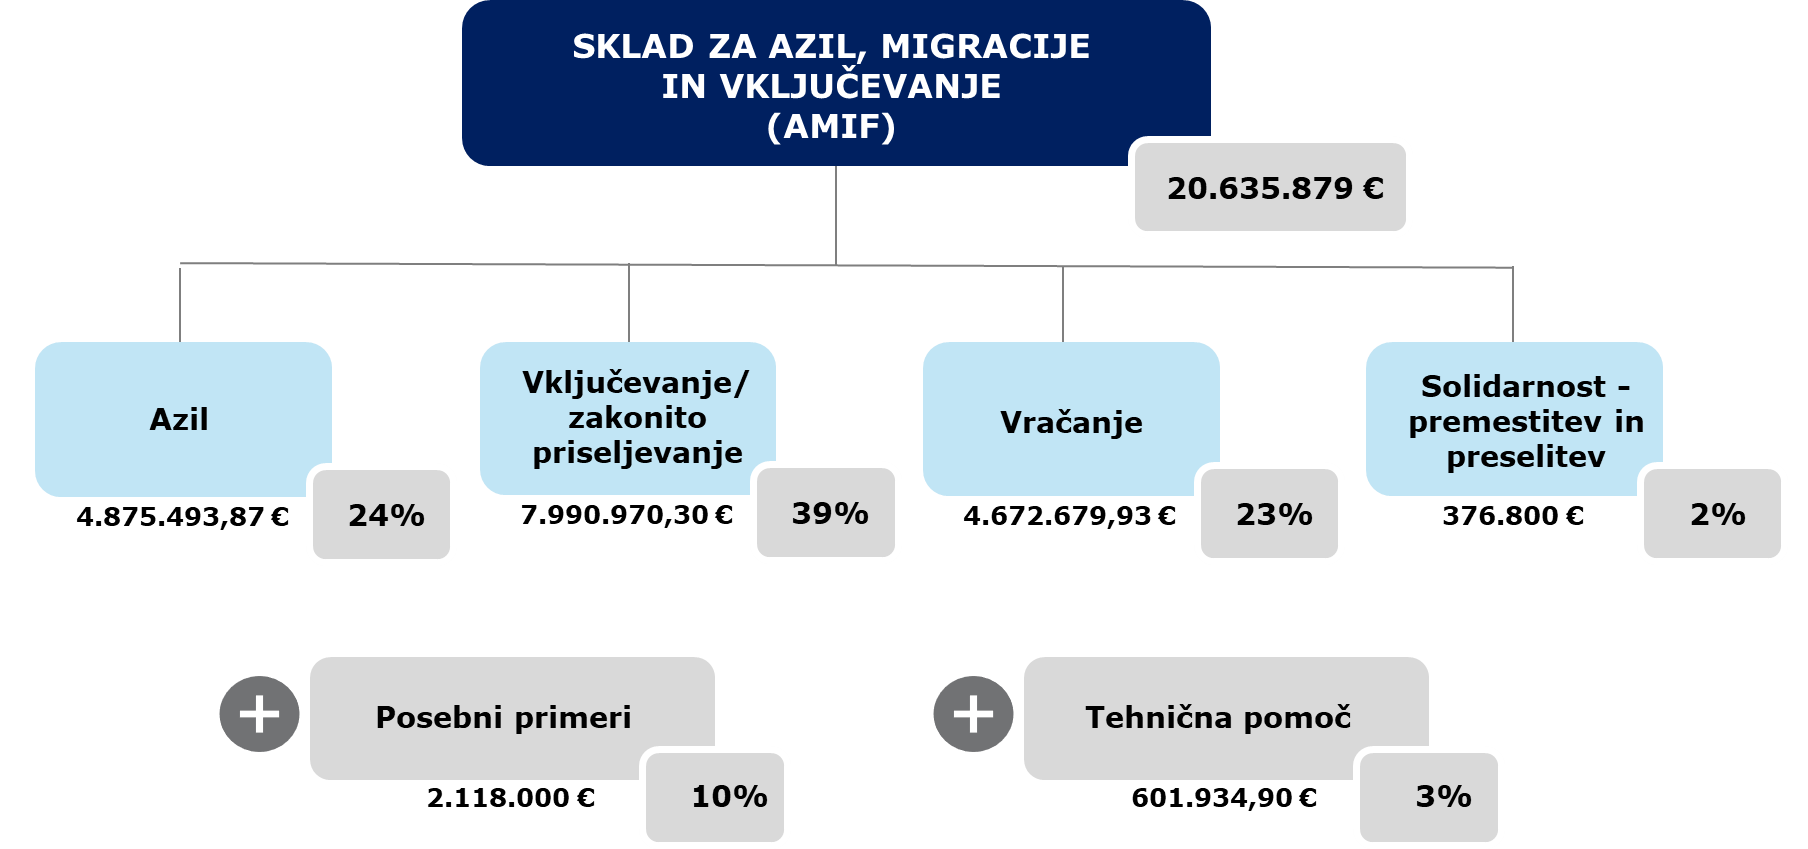 SKLAD ZA AZIL, MIGRACIJE
IN VKLJUČEVANJE
(AMIF)
20.635.879 €
Azil
4.875.493,87 €
24%
Vključevanje/
zakonito
priseljevanje
7.990.970,30 €
39%
Vračanje
4.672.679,93 €
23%
Solidarnost -
premestitev in
preselitev
376.800 €
2%
Posebni primeri
2.118.000 €
10%
Tehnična pomoč
601.934,90 €
3%